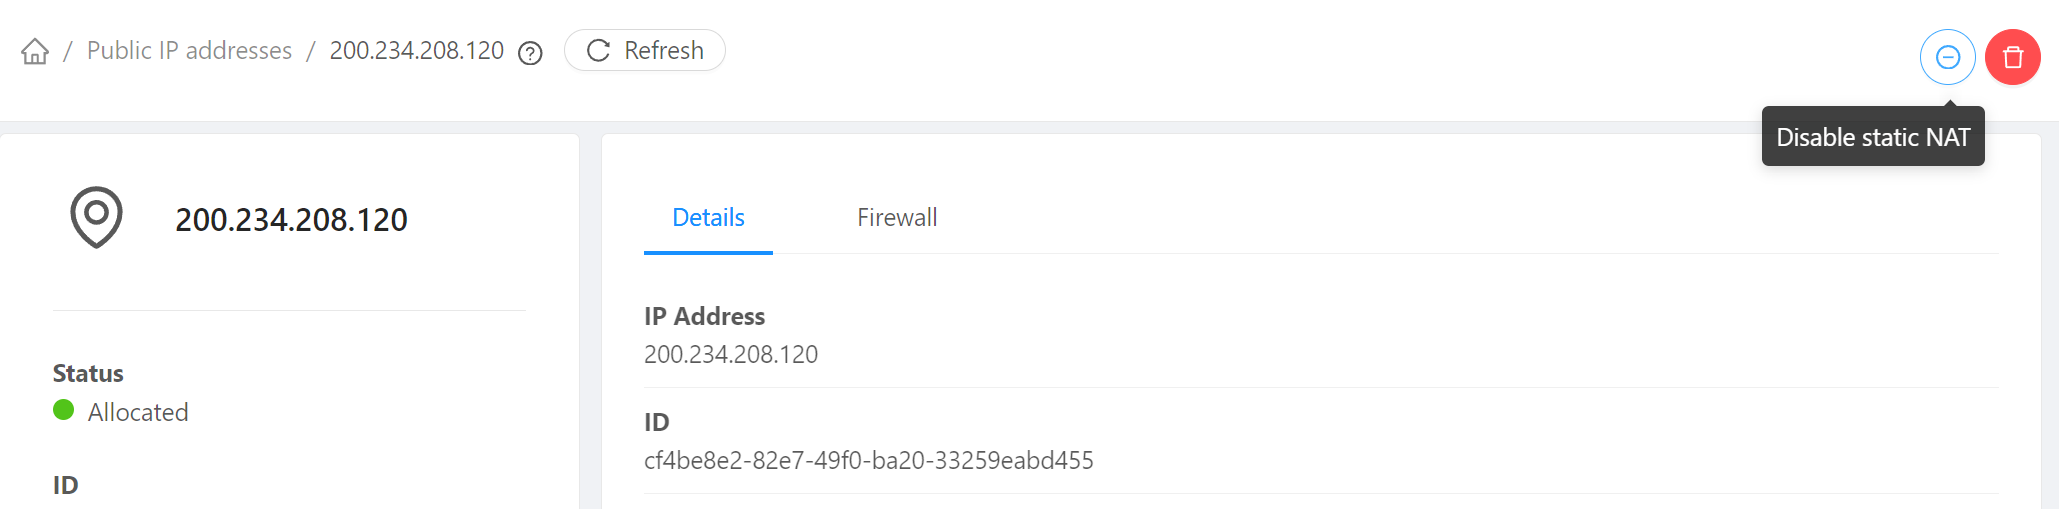 / Public IP addresses / 200.234.208.120 Refresh
Disable static NAT
200.234.208.120
Status
Allocated
ID
Details Firewall
IP Address
200.234.208.120
ID
cf4be8e2-82e7-49f0-ba20-33259eabd455